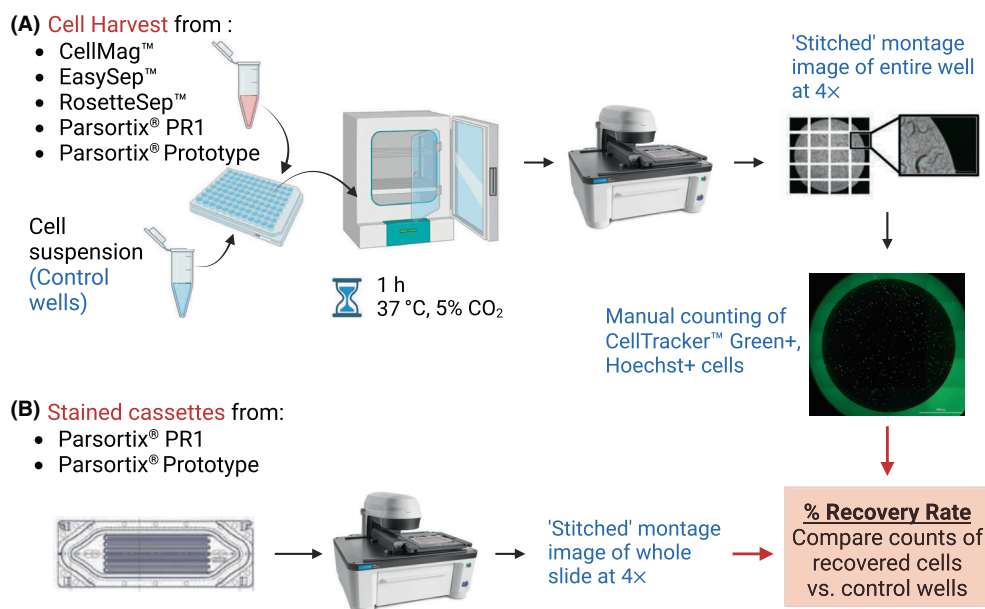 (A) Cell Harvest from :
• CellMag™
• EasySep™
• RosetteSep™
• Parsortix® PR1
• Parsortix® Prototype
Cell
suspension
(Control
wells)
1 h
37 °C, 5% CO₂
'Stitched' montage
image of entire well
at 4×
Manual counting of
CellTracker™ Green+,
Hoechst+ cells
(B) Stained cassettes from:
• Parsortix® PR1
• Parsortix® Prototype
'Stitched' montage
image of whole
slide at 4×
% Recovery Rate
Compare counts of
recovered cells
vs. control wells